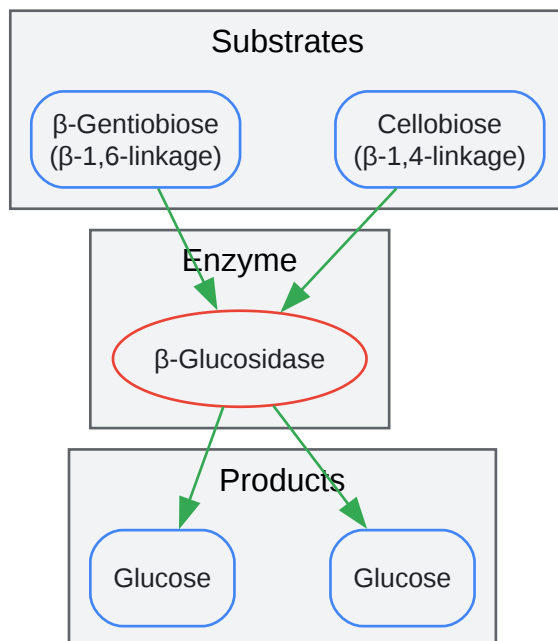 Substrates
β-Gentiobiose
(β-1,6-linkage)
Cellobiose
(β-1,4-linkage)
Enzyme
β-Glucosidase
Products
Glucose
Glucose